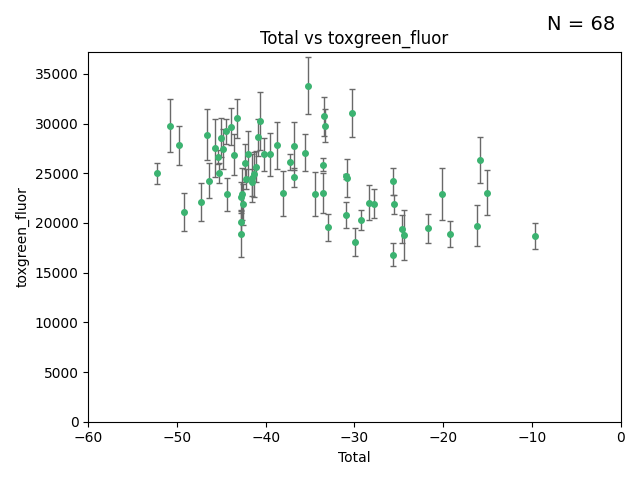 N = 68
Total vs toxgreen_fluor
toxgreen_fluor
35000
30000
25000
20000
15000
10000
5000
0
−60 −50 −40 −30 −20 −10 0
Total